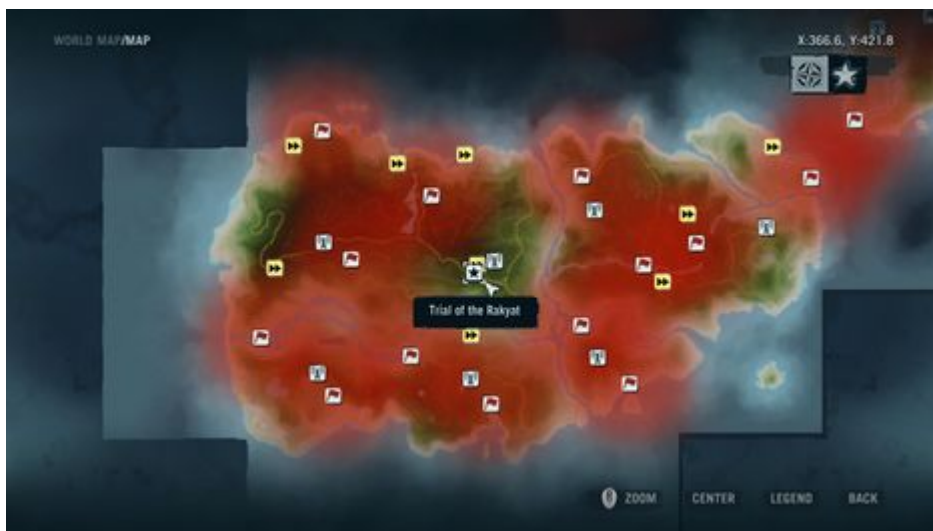 WORLD MAP/MAP
X:366.6, Y:421.8
Trial of the Rakyat
R ZOOM
CENTER
LEGEND
BACK